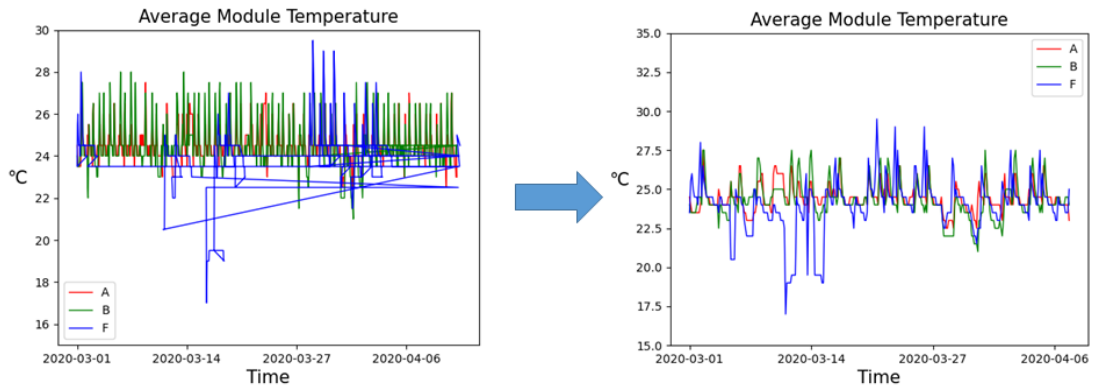 Average Module Temperature
30
28
26
24
22
20
18
16
℃
A
B
F
2020-03-01 2020-03-14 2020-03-27 2020-04-06
Time
Average Module Temperature
35.0
32.5
30.0
27.5
25.0
22.5
20.0
17.5
15.0
℃
A
B
F
2020-03-01 2020-03-14 2020-03-27 2020-04-06
Time